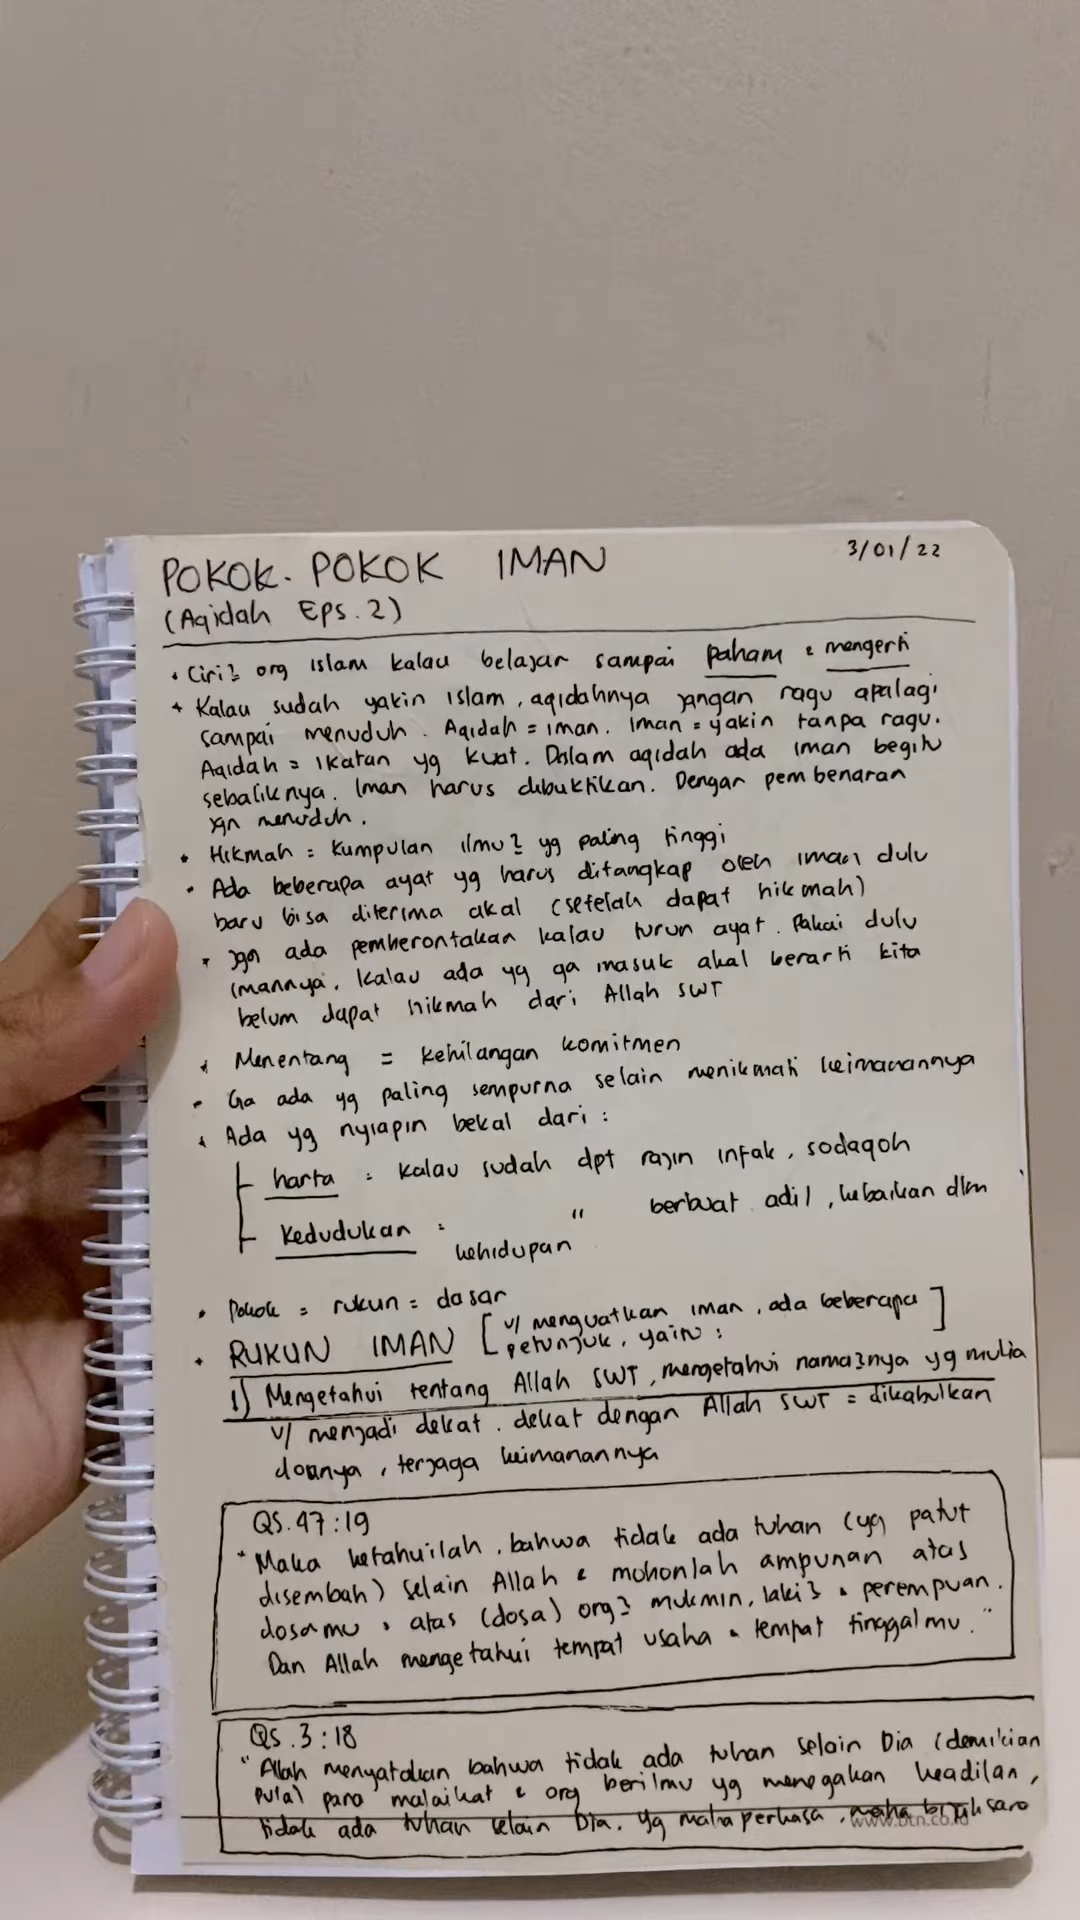 POKOK-POKOK IMAN
3/01/22
(Aqidah Eps. 2)
• Ciri2 org Islam kalau belajar sampai paham & mengerti
• Kalau sudah yakin Islam, aqidahnya jangan ragu apalagi
sampai menuduh. Aqidah = iman. Iman = yakin tanpa ragu.
Aqidah = Ikatan yg kuat. Dalam aqidah ada iman begitu
sebaliknya. Iman harus dibuktikan. Dengan pembenaran
jgn menuduh.
• Hikmah = Kumpulan ilmu2 yg paling tinggi
• Ada beberapa ayat yg harus ditangkap oleh iman dulu
baru bisa diterima akal (setelah dapat hikmah)
• Jgn ada pemberontakan kalau turun ayat. Pakai dulu
imannya. Kalau ada yg ga masuk akal berarti kita
belum dapat hikmah dari Allah SWT
• Menentang = kehilangan komitmen
• Ga ada yg paling sempurna selain menikmati keimanannya
• Ada yg nyiapin bekal dari :
harta : kalau sudah dpt rajin infak, sodaqoh
Kedudukan : " berbuat adil, kebaikan dlm
kehidupan
• Pokok = rukun = dasar
• RUKUN IMAN [u/ menguatkan iman, ada beberapa
petunjuk, yaitu :]
1) Mengetahui tentang Allah SWT, mengetahui nama2nya yg mulia
u/ menjadi dekat. dekat dengan Allah SWT = dikabulkan
doanya, terjaga keimanannya
QS. 47:19
"Maka ketahuilah, bahwa tidak ada tuhan (yg patut
disembah) selain Allah & mohonlah ampunan atas
dosamu & atas (dosa) org2 mukmin, laki2 & perempuan.
Dan Allah mengetahui tempat usaha & tempat tinggalmu."
QS. 3:18
"Allah menyatakan bahwa tidak ada tuhan selain Dia (demikian
pula) para malaikat & org berilmu yg menegakan keadilan,
tidak ada tuhan selain Dia. Yg maha perkasa, maha bijaksana
www.btn.co.id